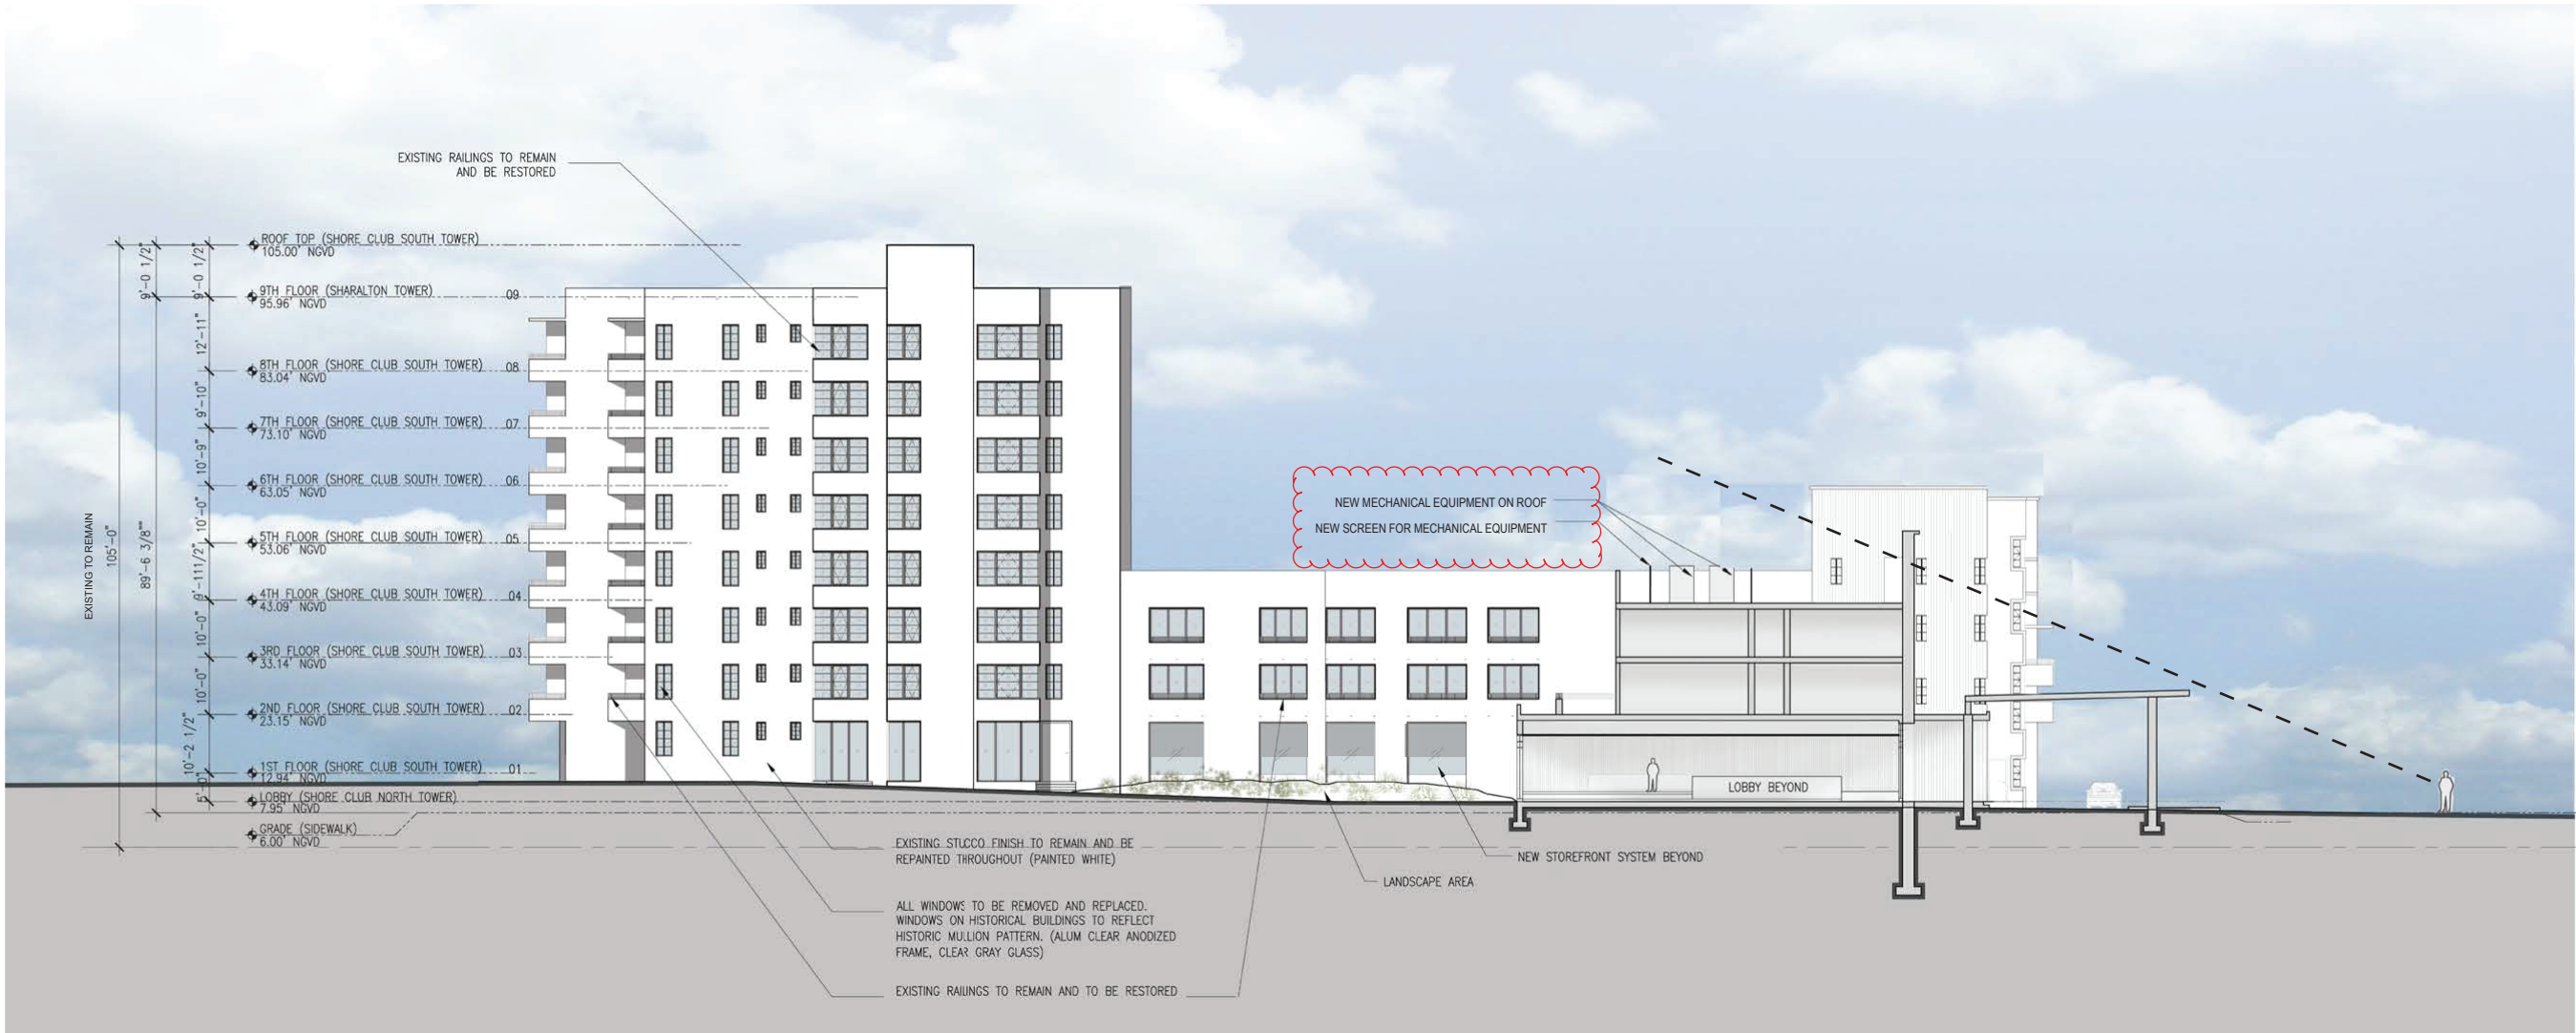 EXISTING RAILINGS TO REMAIN
AND BE RESTORED
ROOF TOP (SHORE CLUB SOUTH TOWER)
105.00' NGVD
9TH FLOOR (SHARALTON TOWER) 09
95.96' NGVD
8TH FLOOR (SHORE CLUB SOUTH TOWER) 08
83.04' NGVD
7TH FLOOR (SHORE CLUB SOUTH TOWER) 07
73.10' NGVD
6TH FLOOR (SHORE CLUB SOUTH TOWER) 06
63.05' NGVD
5TH FLOOR (SHORE CLUB SOUTH TOWER) 05
53.06' NGVD
4TH FLOOR (SHORE CLUB SOUTH TOWER) 04
43.09' NGVD
3RD FLOOR (SHORE CLUB SOUTH TOWER) 03
33.14' NGVD
2ND FLOOR (SHORE CLUB SOUTH TOWER) 02
23.15' NGVD
1ST FLOOR (SHORE CLUB SOUTH TOWER) 01
12.94' NGVD
LOBBY (SHORE CLUB NORTH TOWER)
7.95' NGVD
GRADE (SIDEWALK)
6.00' NGVD
EXISTING TO REMAIN
105'-0"
9'-0 1/2"
89'-6 3/8""
9'-0 1/2"
12'-11"
9'-10"
10'-9"
10'-0"
9'-111/2"
10'-0"
10'-0"
10'-2 1/2"
5'-0"
NEW MECHANICAL EQUIPMENT ON ROOF
NEW SCREEN FOR MECHANICAL EQUIPMENT
LOBBY BEYOND
EXISTING STUCCO FINISH TO REMAIN AND BE
REPAINTED THROUGHOUT (PAINTED WHITE)
NEW STOREFRONT SYSTEM BEYOND
LANDSCAPE AREA
ALL WINDOWS TO BE REMOVED AND REPLACED.
WINDOWS ON HISTORICAL BUILDINGS TO REFLECT
HISTORIC MULLION PATTERN. (ALUM CLEAR ANODIZED
FRAME, CLEAR GRAY GLASS)
EXISTING RAILINGS TO REMAIN AND TO BE RESTORED